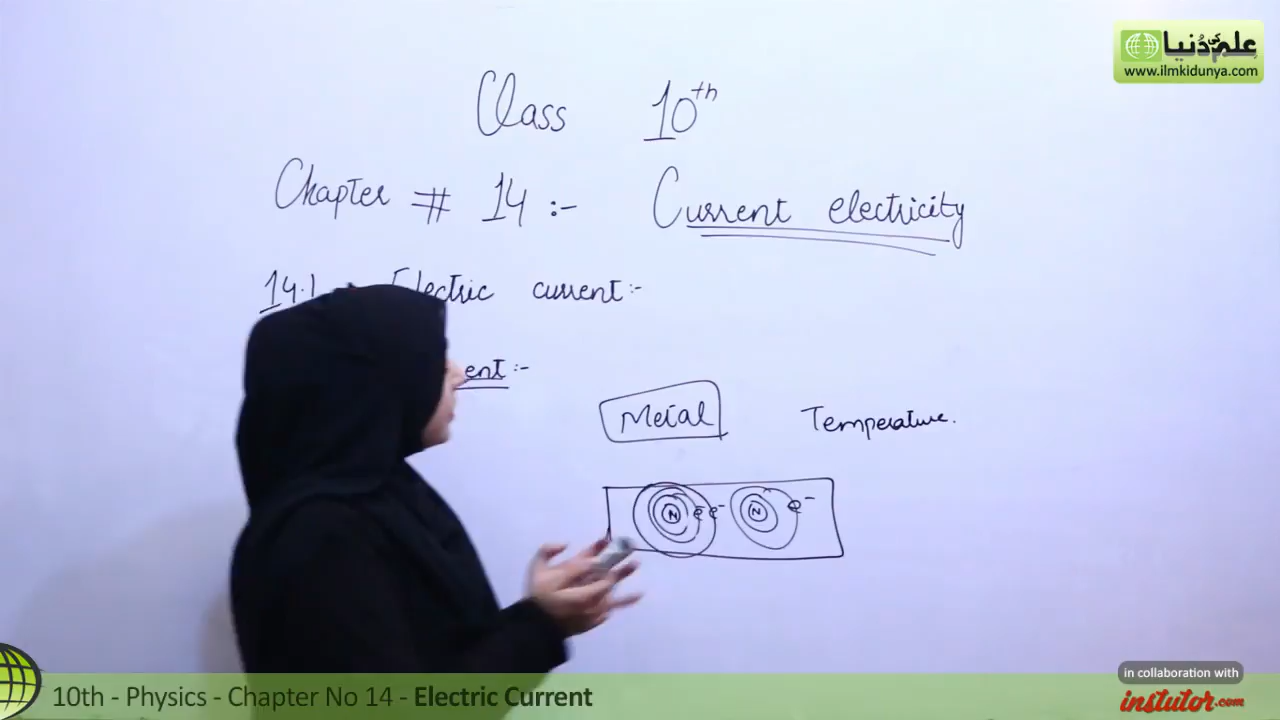 علم کی دنیا
www.ilmkidunya.com
Class 10th
Chapter # 14 :- Current electricity
14.1 Electric current:-
ent :-
Metal Temperature.
N e e- N e-
in collaboration with
10th - Physics - Chapter No 14 - Electric Current
instutor.com